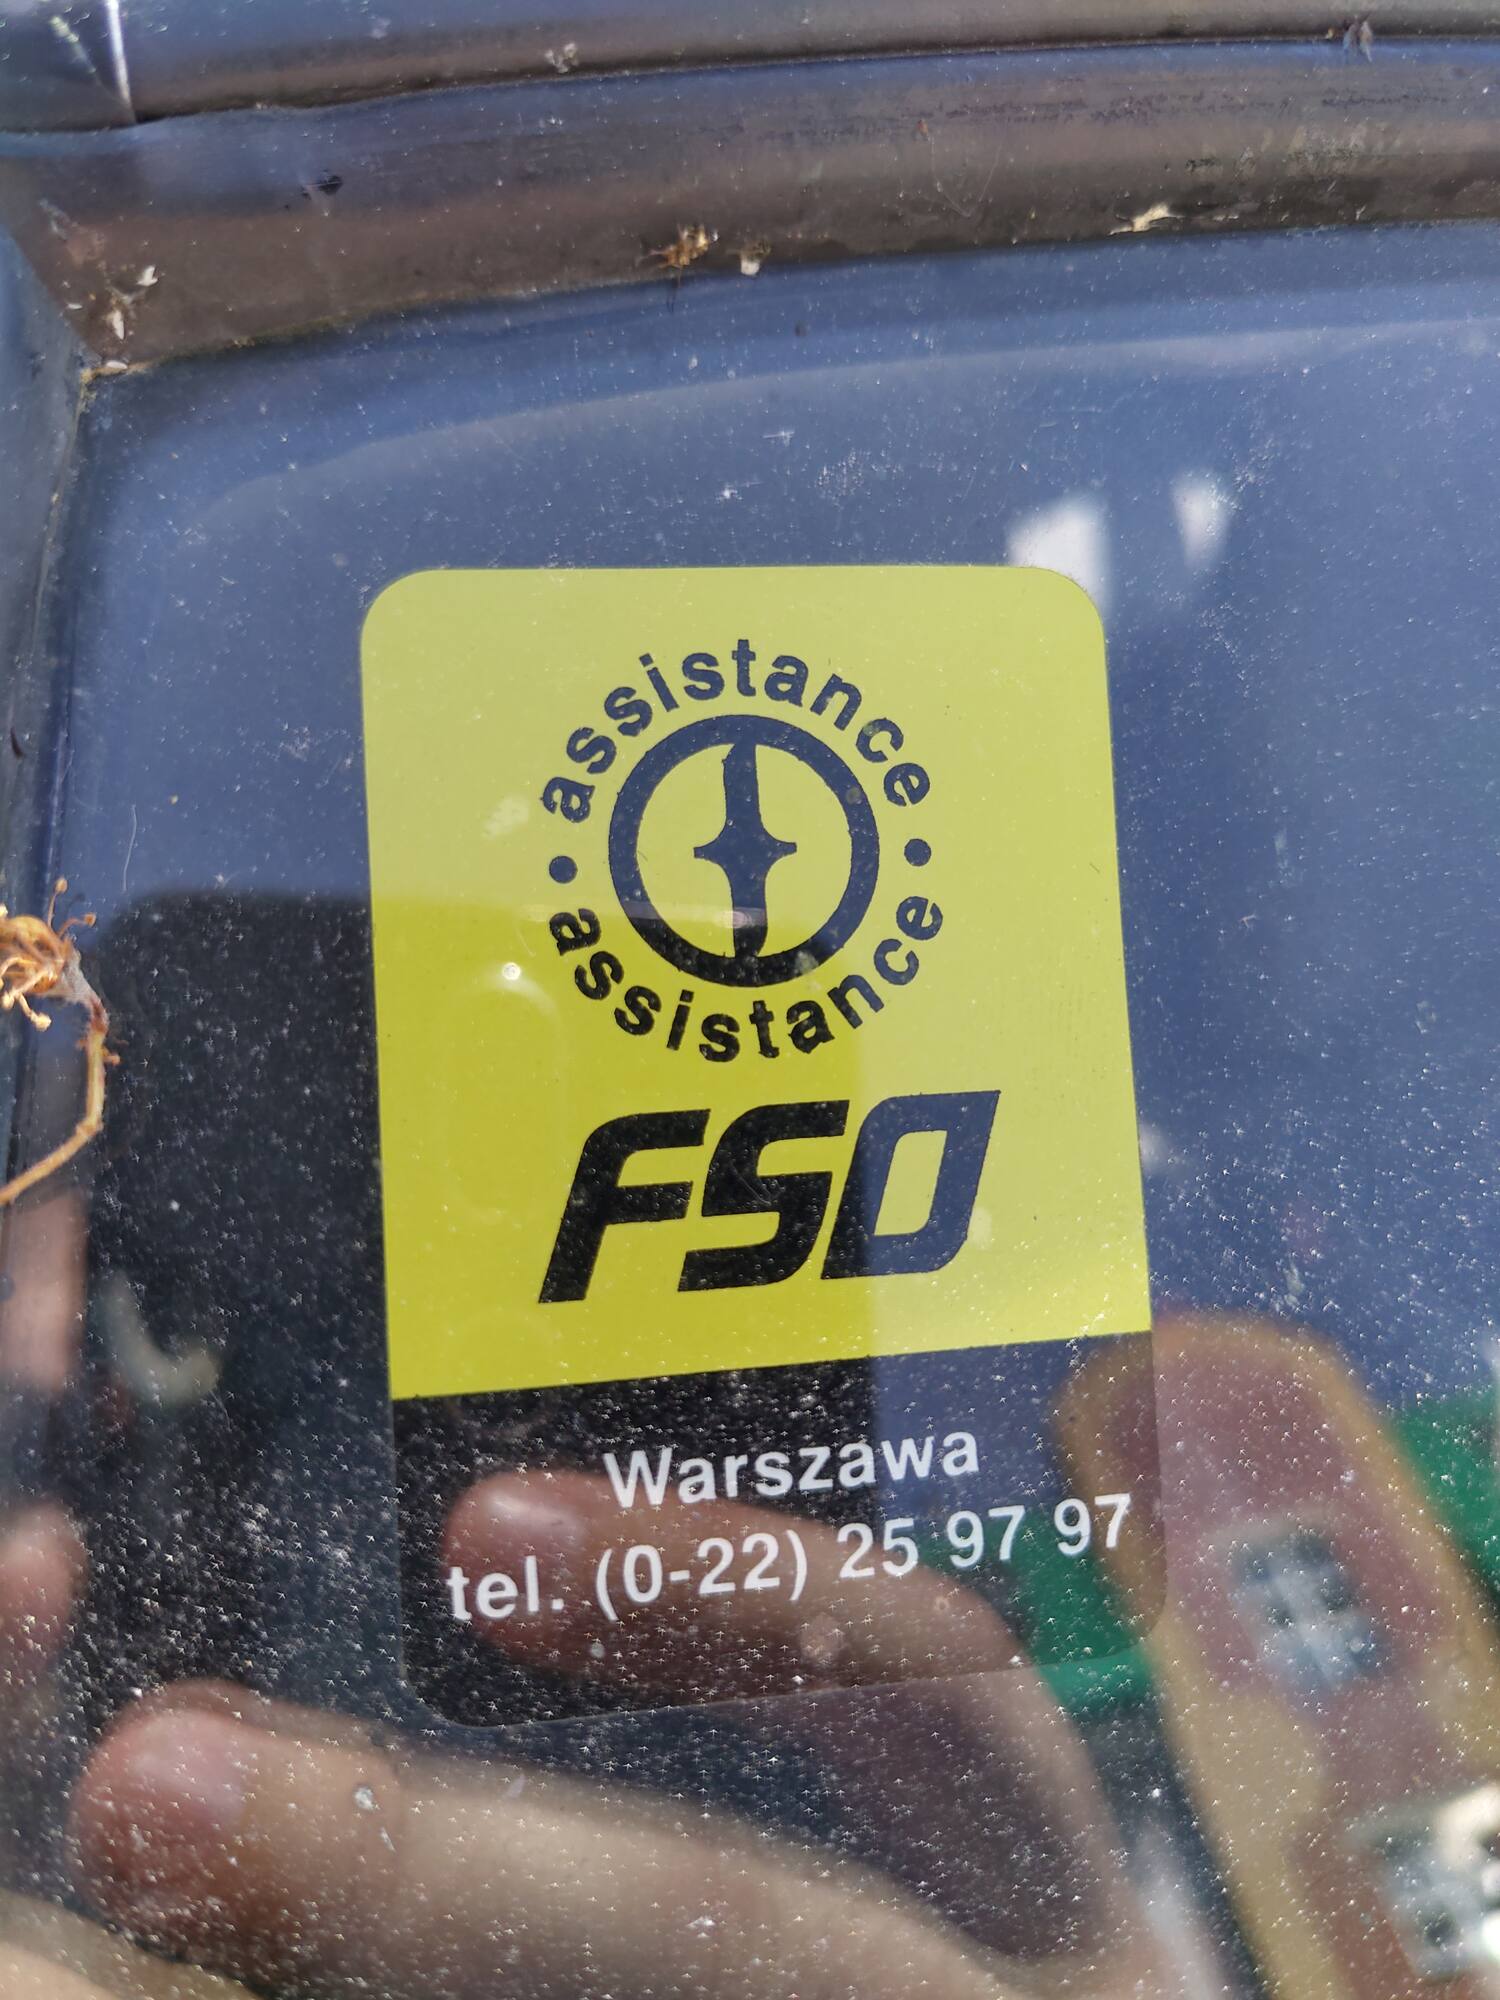 assistance
• assistance •
FSO
Warszawa
tel. (0-22) 25 97 97